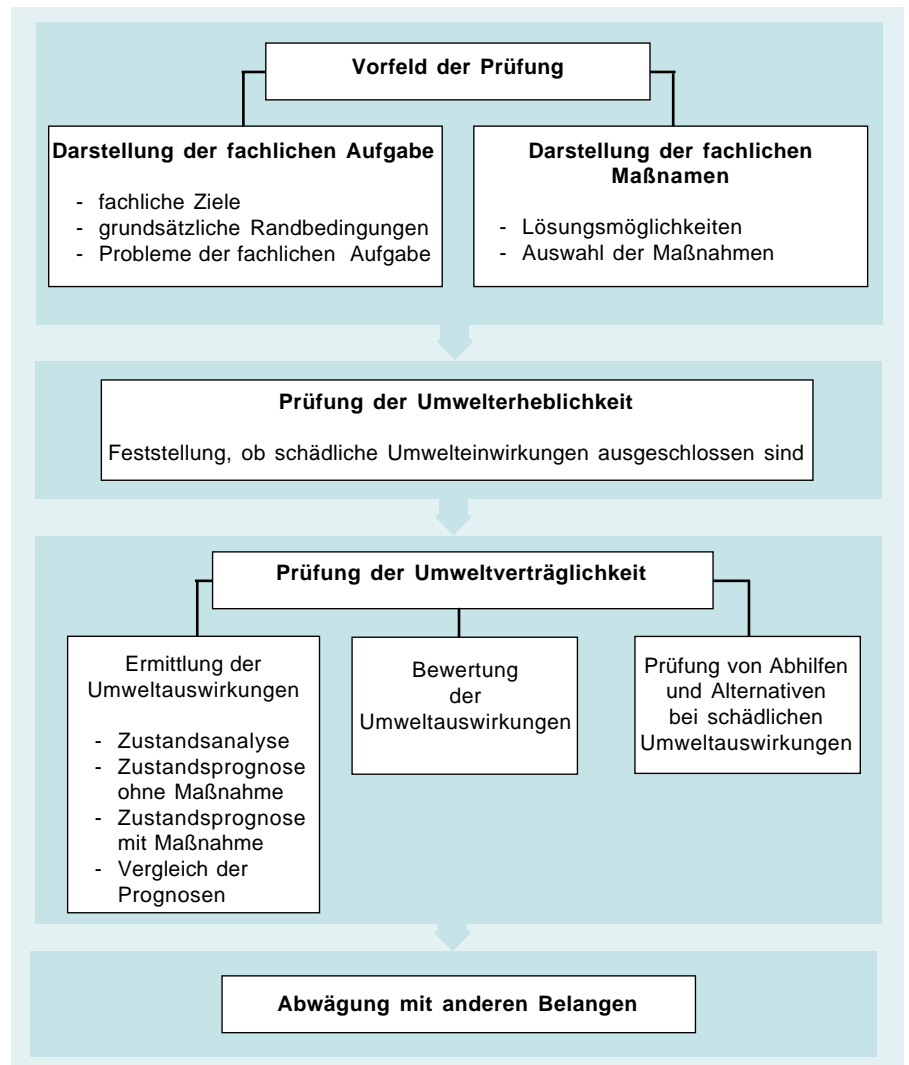 Vorfeld der Prüfung
Darstellung der fachlichen Aufgabe
- fachliche Ziele
- grundsätzliche Randbedingungen
- Probleme der fachlichen Aufgabe
Darstellung der fachlichen
Maßnamen
- Lösungsmöglichkeiten
- Auswahl der Maßnahmen
Prüfung der Umwelterheblichkeit
Feststellung, ob schädliche Umwelteinwirkungen ausgeschlossen sind
Prüfung der Umweltverträglichkeit
Ermittlung der
Umweltauswirkungen
- Zustandsanalyse
- Zustandsprognose
ohne Maßnahme
- Zustandsprognose
mit Maßnahme
- Vergleich der
Prognosen
Bewertung
der
Umweltauswirkungen
Prüfung von Abhilfen
und Alternativen
bei schädlichen
Umweltauswirkungen
Abwägung mit anderen Belangen